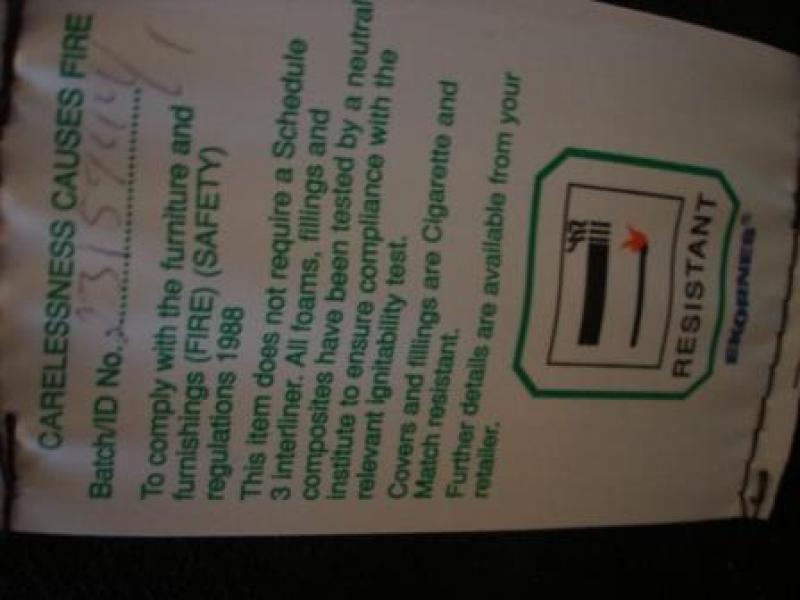 CARELESSNESS CAUSES FIRE
Batch/ID No.
To comply with the furniture and
furnishings (FIRE) (SAFETY)
regulations 1988
This item does not require a Schedule
3 interliner. All foams, fillings and
composites have been tested by a neutral
institute to ensure compliance with the
relevant ignitability test.
Covers and fillings are Cigarette and
Match resistant.
Further details are available from your
retailer.
RESISTANT
EKORNES®